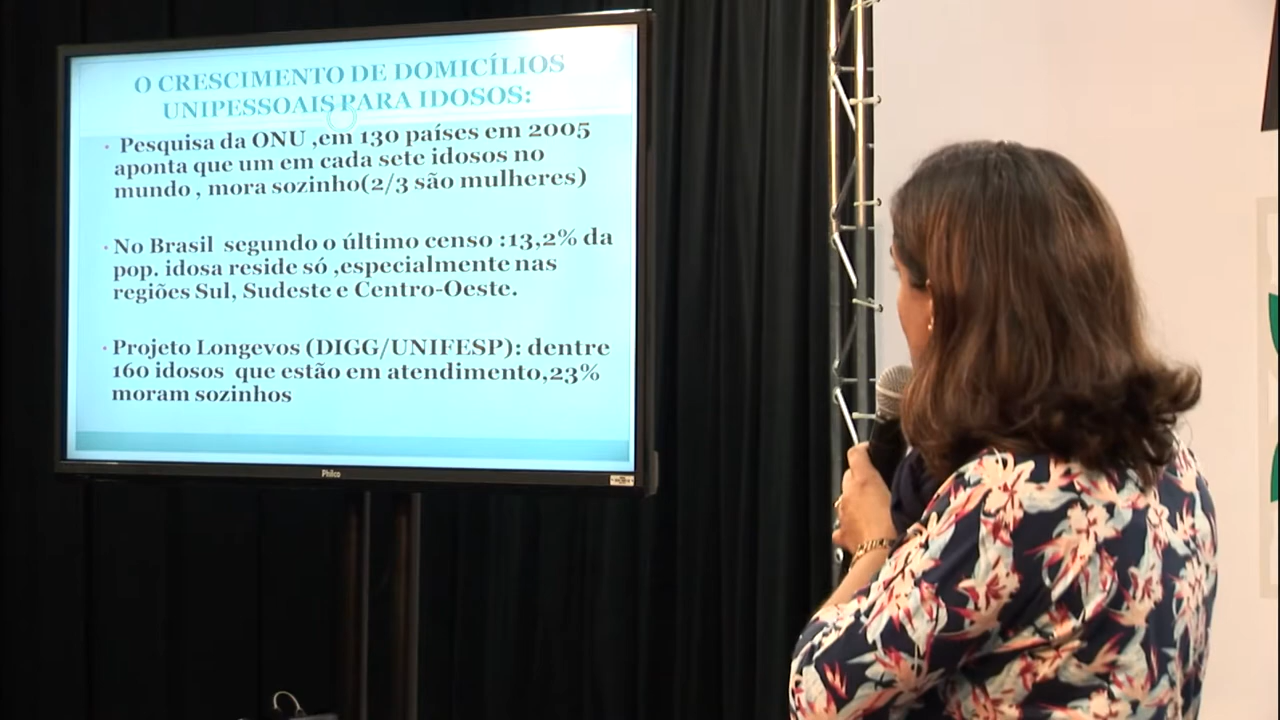 O CRESCIMENTO DE DOMICÍLIOS
UNIPESSOAIS PARA IDOSOS:
• Pesquisa da ONU ,em 130 países em 2005
aponta que um em cada sete idosos no
mundo , mora sozinho(2/3 são mulheres)
• No Brasil segundo o último censo :13,2% da
pop. idosa reside só ,especialmente nas
regiões Sul, Sudeste e Centro-Oeste.
• Projeto Longevos (DIGG/UNIFESP): dentre
160 idosos que estão em atendimento,23%
moram sozinhos
Philco